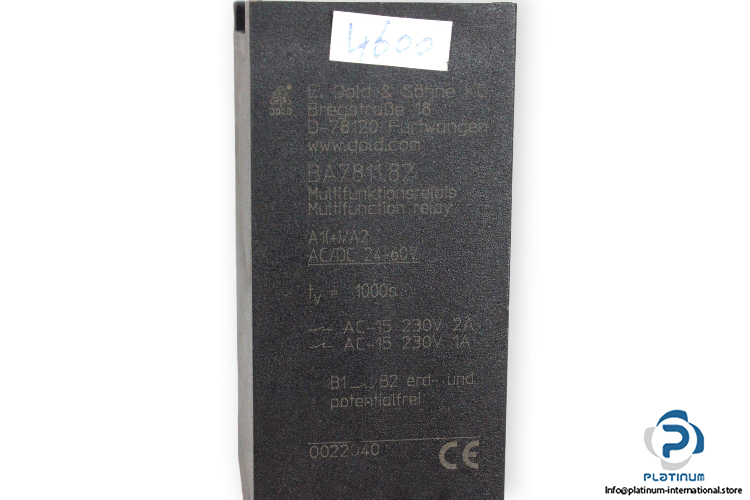 4600
DOLD
E. Dold & Söhne KG
Bregstraße 18
D-78120 Furtwangen
www.dold.com
BA7811.82
Multifunktionsrelais
Multifunction relay
A1(+)/A2
AC/DC 24-60V
tv = 1000s
AC-15 230V 2A
AC-15 230V 1A
B1 B2 erd- und
potentialfrei
CE
PLATINUM
Info@platinum-international.store